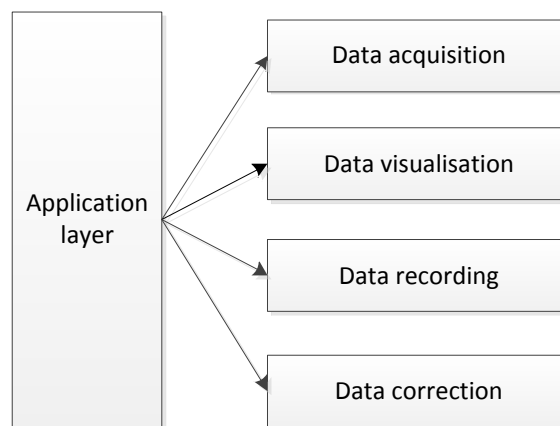 Application
layer
Data acquisition
Data visualisation
Data recording
Data correction